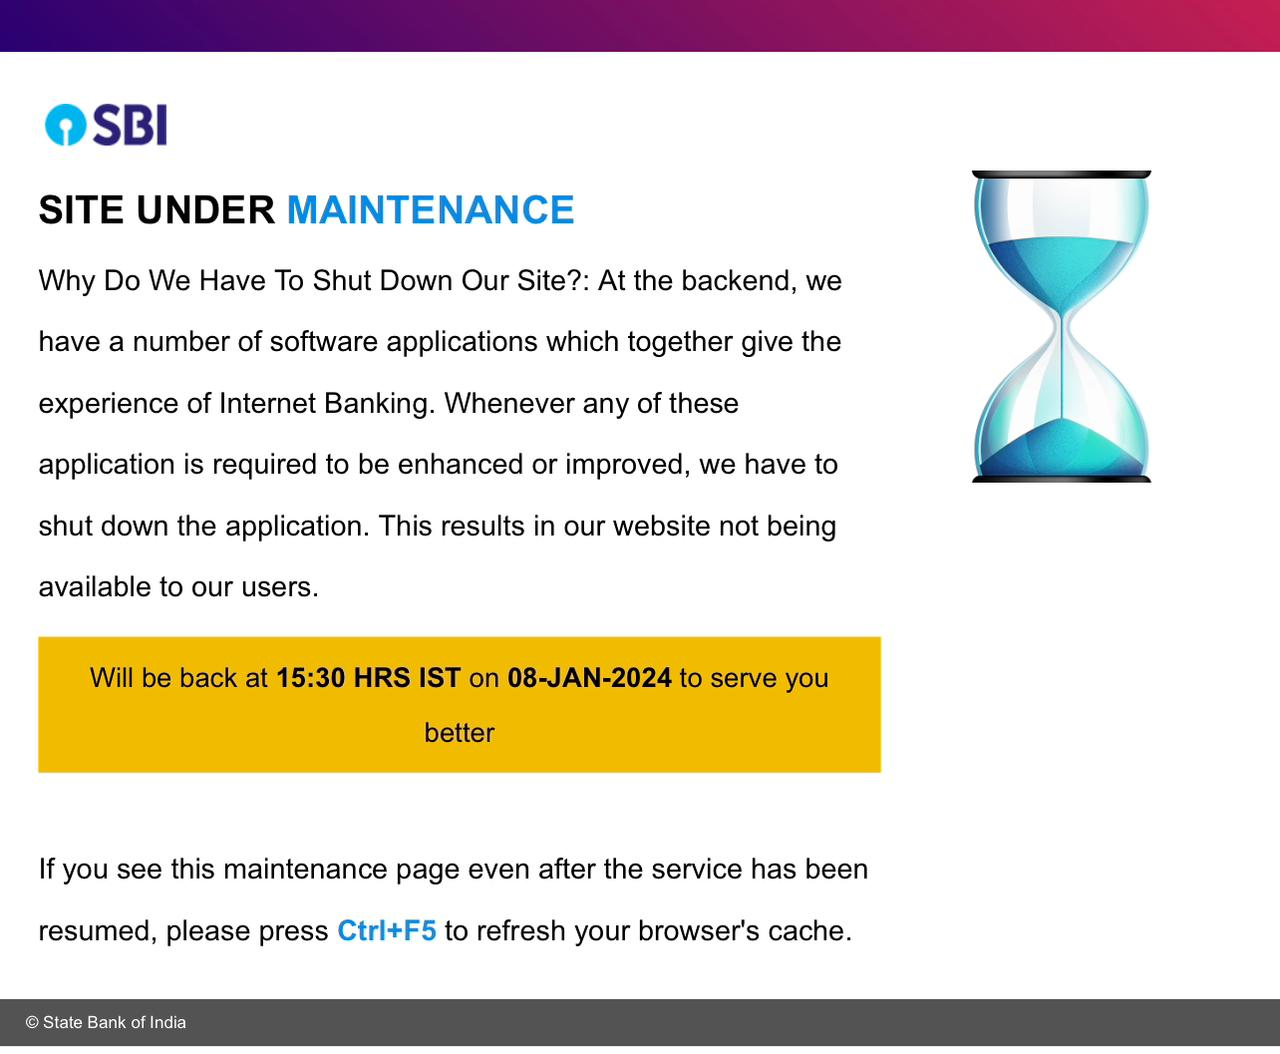 SBI
SITE UNDER MAINTENANCE
Why Do We Have To Shut Down Our Site?: At the backend, we
have a number of software applications which together give the
experience of Internet Banking. Whenever any of these
application is required to be enhanced or improved, we have to
shut down the application. This results in our website not being
available to our users.
Will be back at 15:30 HRS IST on 08-JAN-2024 to serve you
better
If you see this maintenance page even after the service has been
resumed, please press Ctrl+F5 to refresh your browser's cache.
© State Bank of India